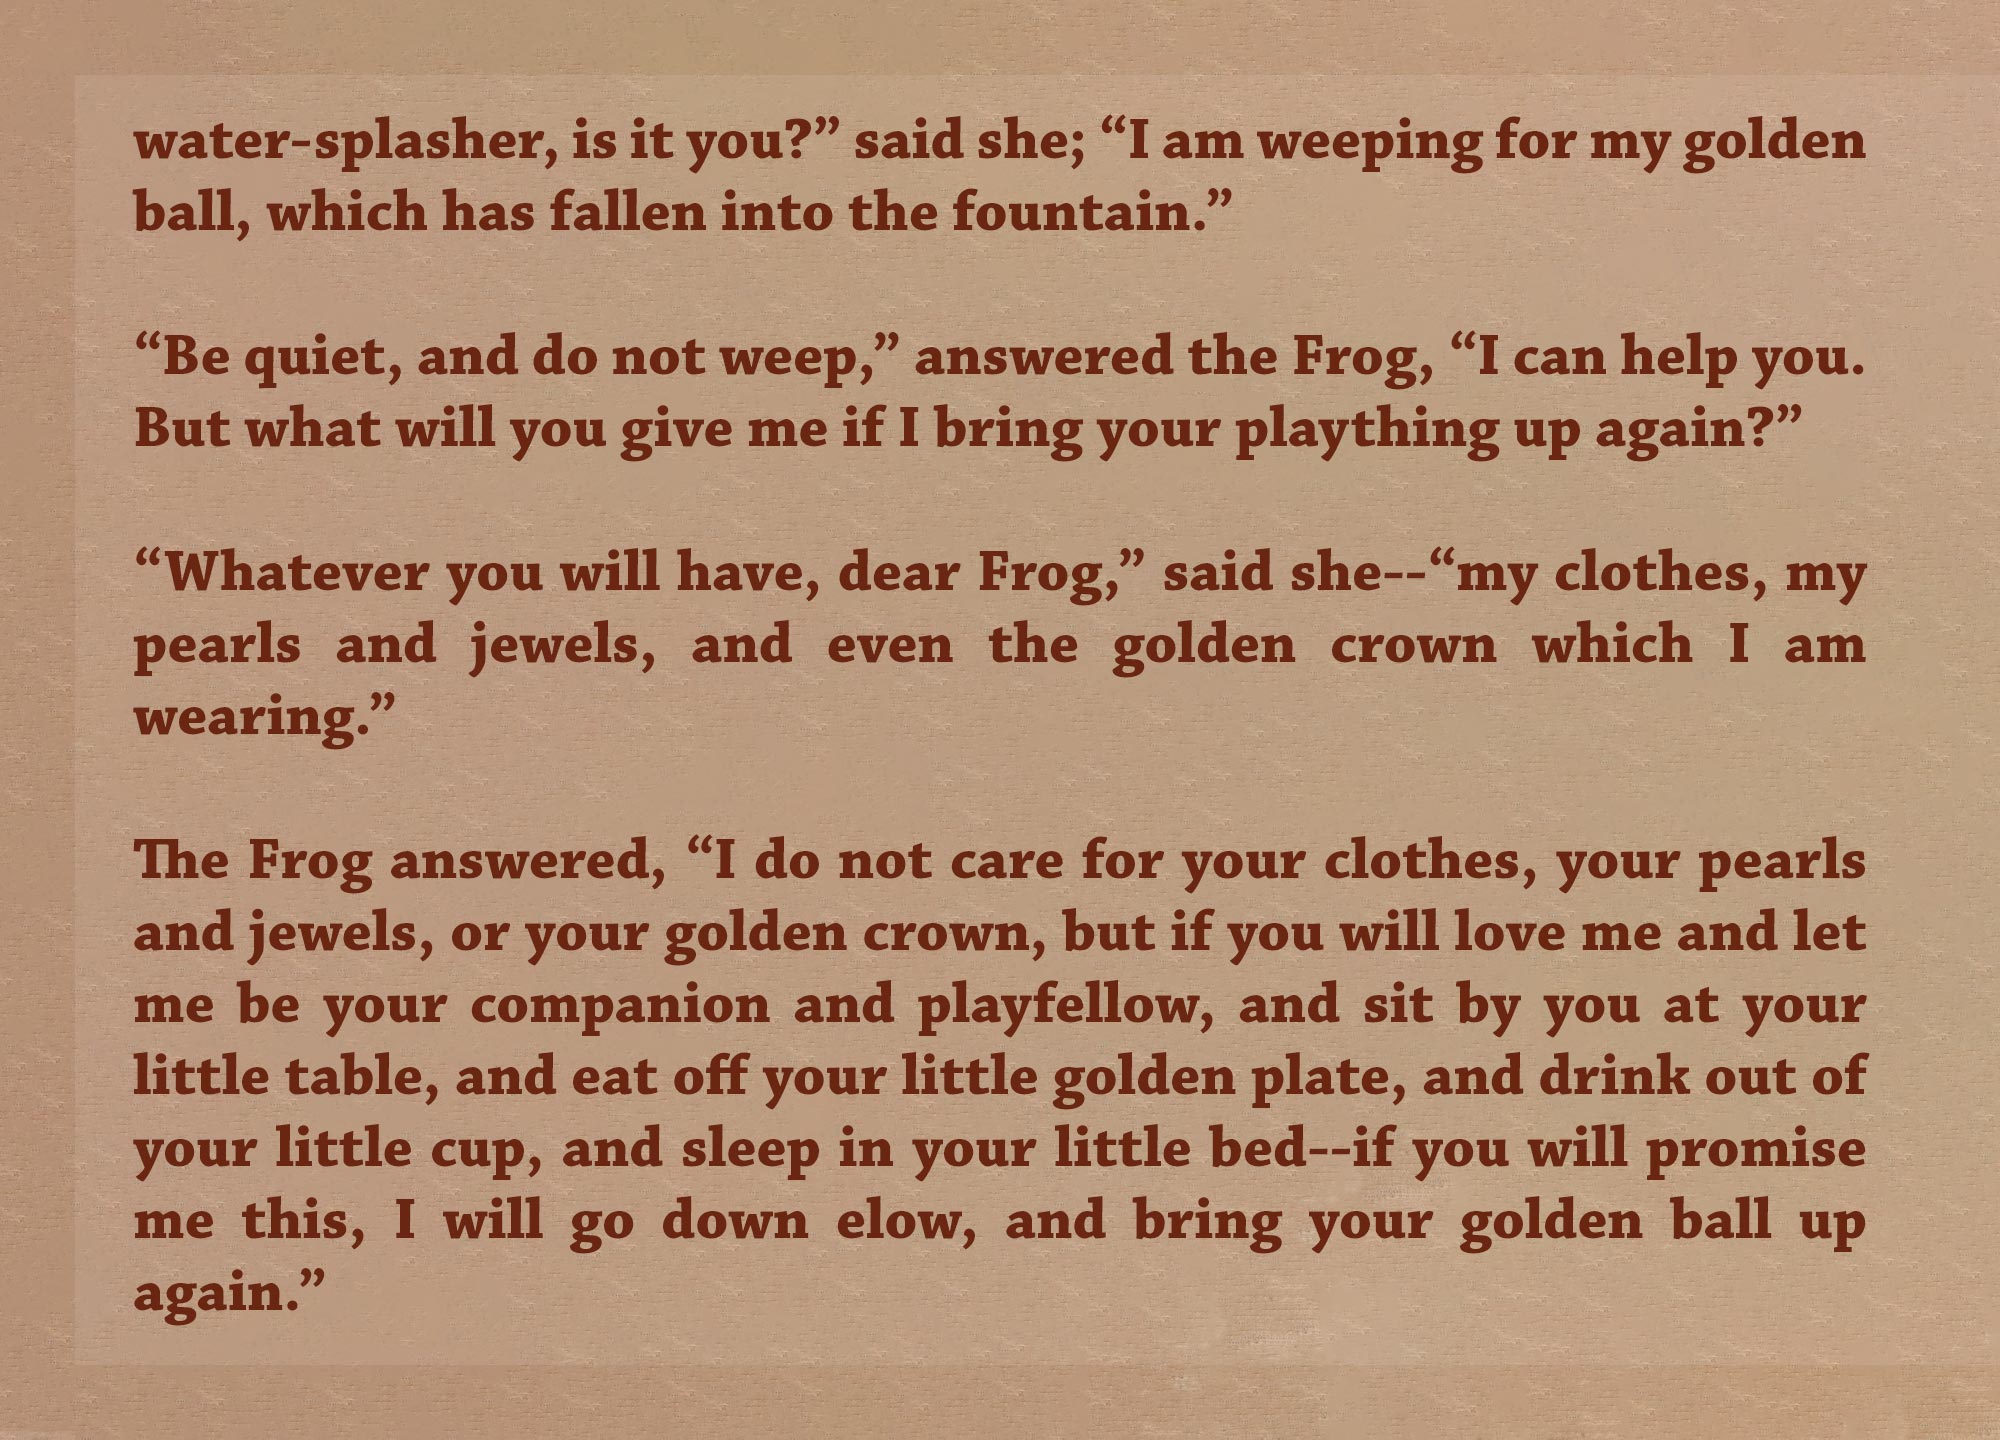 water-splasher, is it you?” said she; “I am weeping for my golden
ball, which has fallen into the fountain.”
“Be quiet, and do not weep,” answered the Frog, “I can help you.
But what will you give me if I bring your plaything up again?”
“Whatever you will have, dear Frog,” said she--“my clothes, my
pearls and jewels, and even the golden crown which I am
wearing.”
The Frog answered, “I do not care for your clothes, your pearls
and jewels, or your golden crown, but if you will love me and let
me be your companion and playfellow, and sit by you at your
little table, and eat off your little golden plate, and drink out of
your little cup, and sleep in your little bed--if you will promise
me this, I will go down elow, and bring your golden ball up
again.”